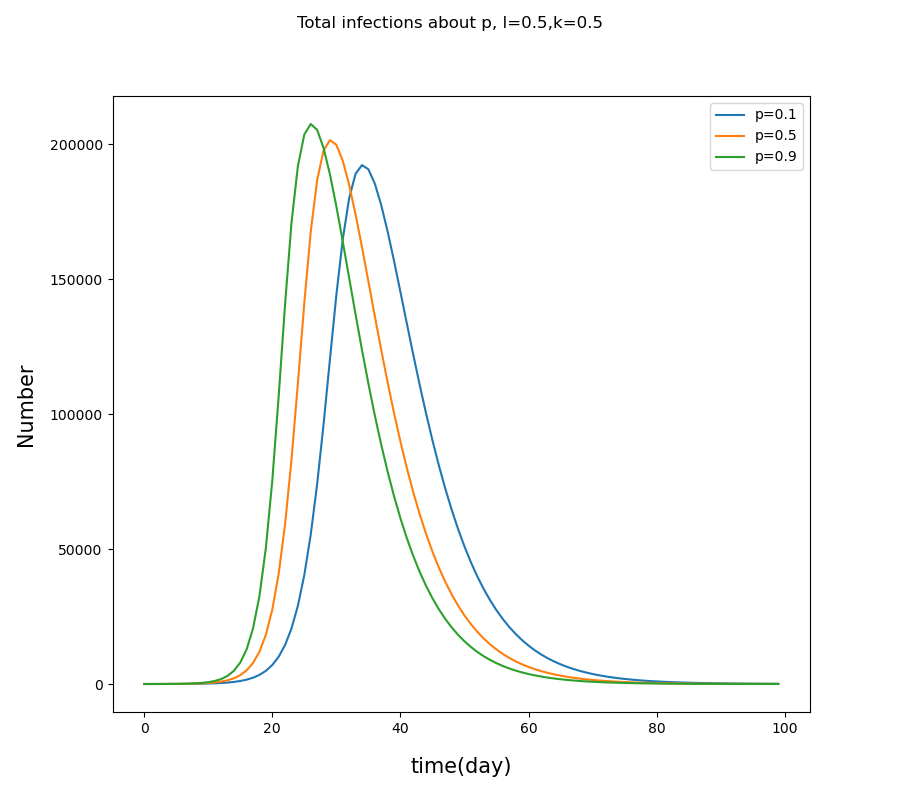 Total infections about p, l=0.5,k=0.5
p=0.1
p=0.5
p=0.9
200000
150000
100000
50000
0
Number
0 20 40 60 80 100
time(day)